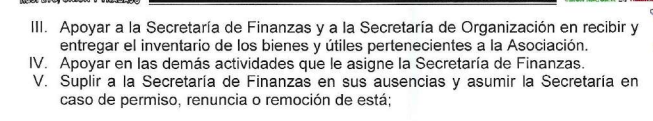 III. Apoyar a la Secretaría de Finanzas y a la Secretaría de Organización en recibir y
entregar el inventario de los bienes y útiles pertenecientes a la Asociación.
IV. Apoyar en las demás actividades que le asigne la Secretaría de Finanzas.
V. Suplir a la Secretaría de Finanzas en sus ausencias y asumir la Secretaría en
caso de permiso, renuncia o remoción de está;